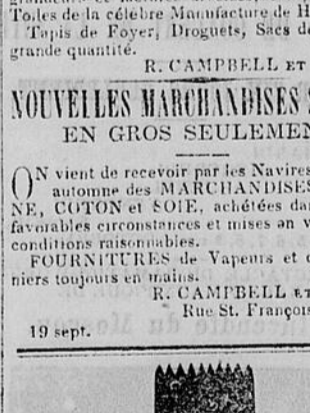 Toiles de la célèbre Manufacture de H
Tapis de Foyer, Droguets, Sacs de
grande quantité.
R. CAMPBELL ET
NOUVELLES MARCHANDISES
EN GROS SEULEMEN
ON vient de recevoir par les Navires
automne des MARCHANDISES
NE, COTON et SOIE, achetées da
favorables circonstances et mises en v
conditions raisonnables.
FOURNITURES de Vapeurs et
niers toujours en mains.
R. CAMPBELL ET
Rue St. François
19 sept.